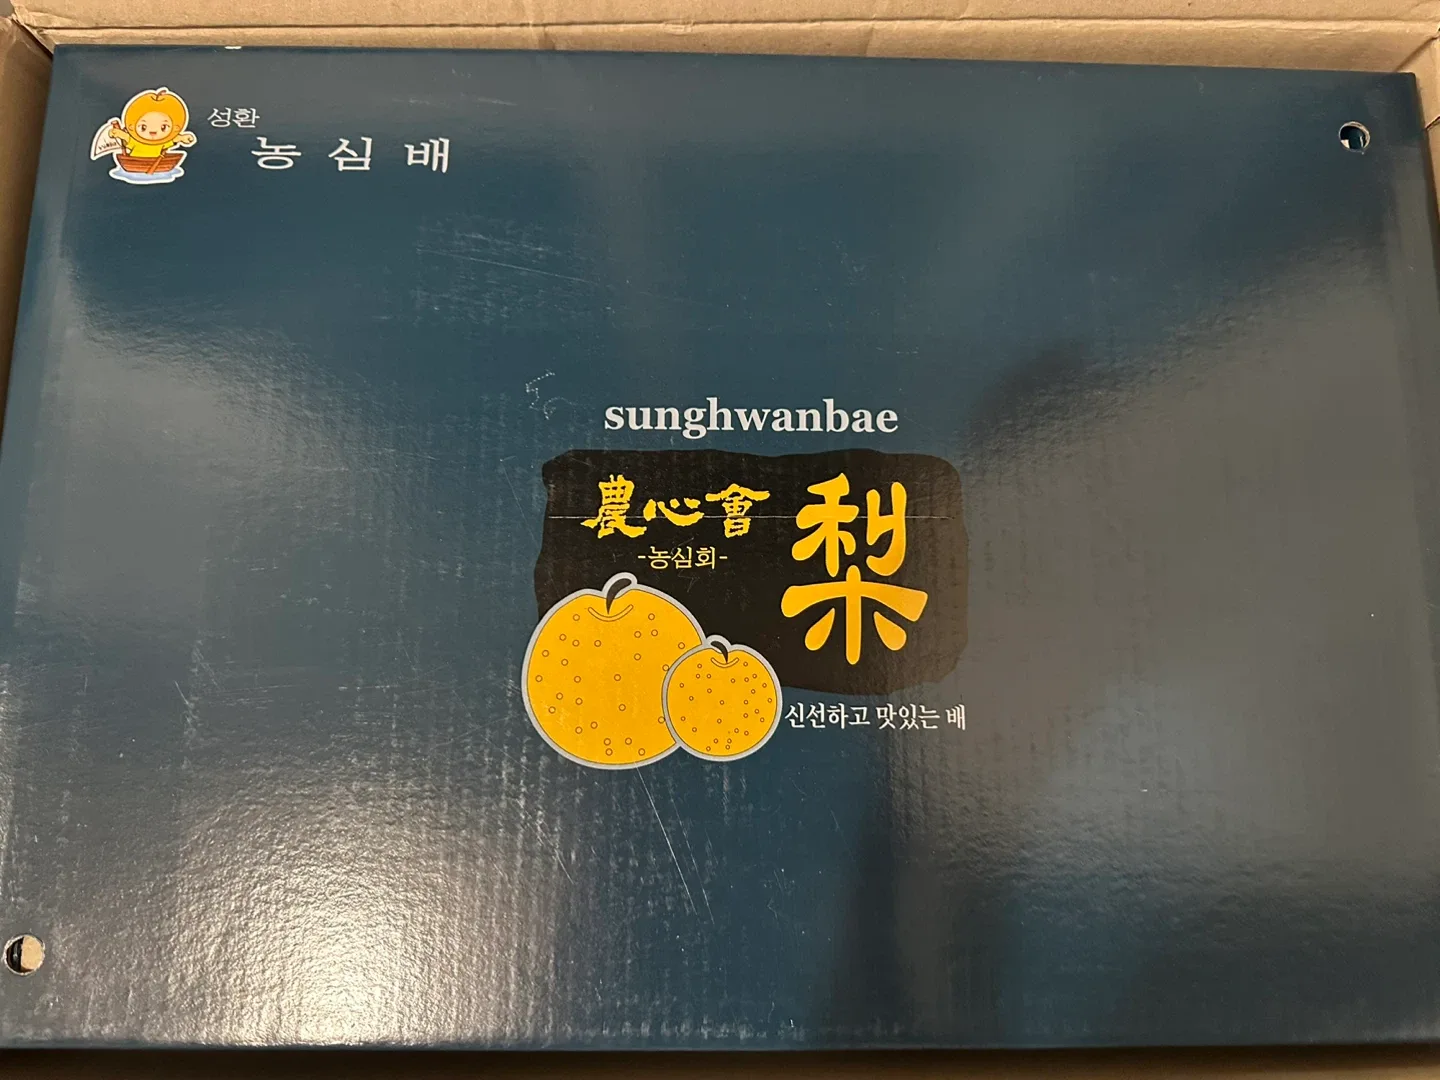 성환
농심배
sunghwanbae
農心會
-농심회-
梨
신선하고 맛있는 배